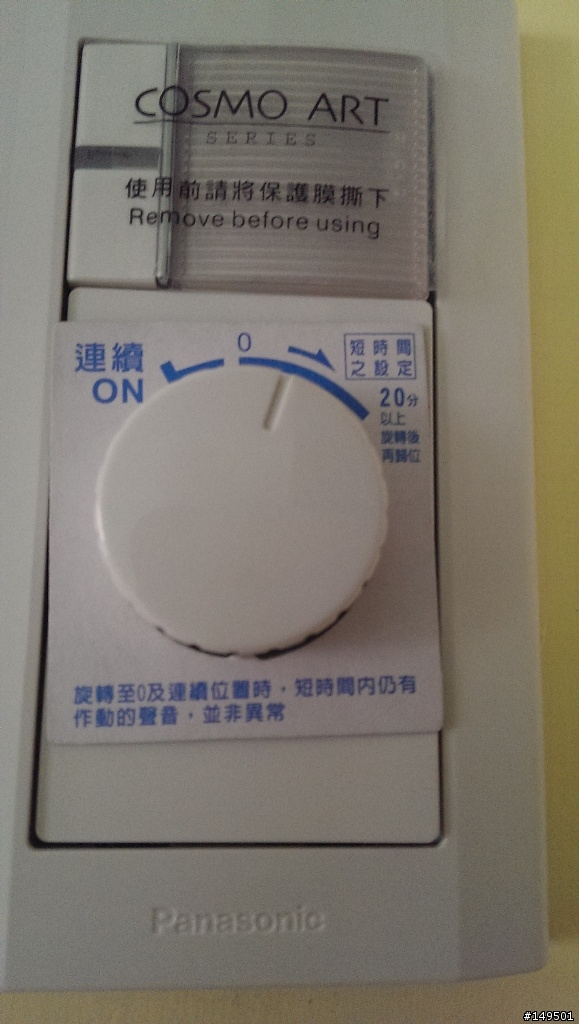 COSMO ART
SERIES
使用前請將保護膜撕下
Remove before using
連續
ON
0
短時間
之設定
20分
以上
旋轉後
再歸位
旋轉至0及連續位置時，短時間內仍有
作動的聲音，並非異常
Panasonic
#149501